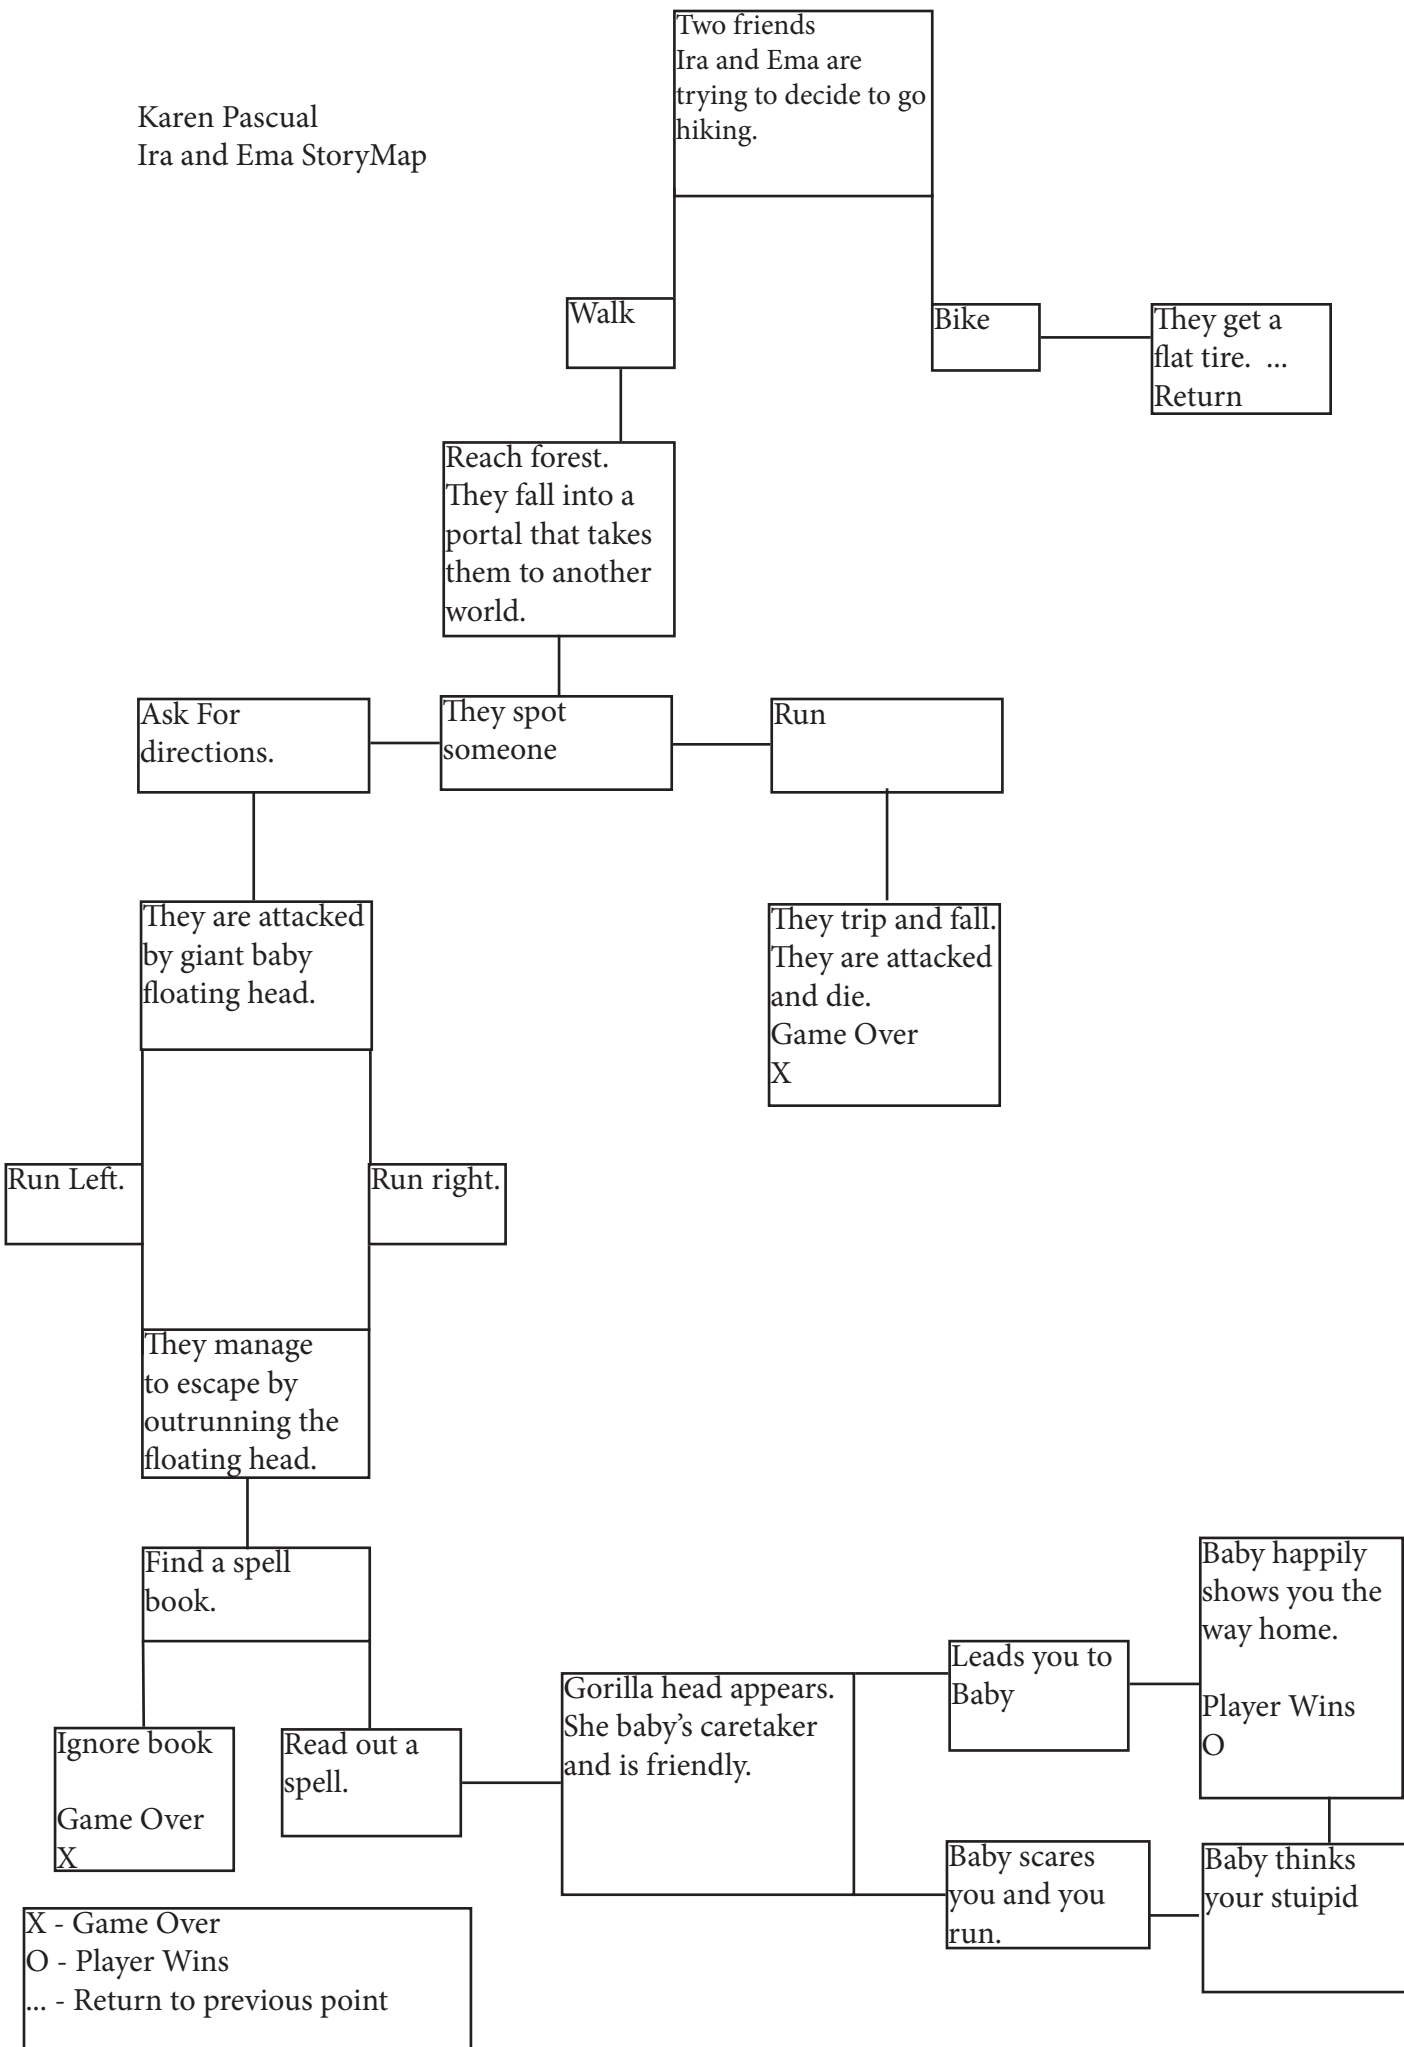 Karen Pascual
Ira and Ema StoryMap
Two friends
Ira and Ema are
trying to decide to go
hiking.
Walk
Bike
They get a
flat tire.  ...
Return
Reach forest.
They fall into a
portal that takes
them to another
world.
Ask For
directions.
They spot
someone
Run
They are attacked
by giant baby
floating head.
They trip and fall.
They are attacked
and die.
Game Over
X
Run Left.
Run right.
They manage
to escape by
outrunning the
floating head.
Find a spell
book.
Ignore book
Game Over
X
Read out a
spell.
Gorilla head appears.
She baby’s caretaker
and is friendly.
Leads you to
Baby
Baby happily
shows you the
way home.
Player Wins
O
Baby scares
you and you
run.
Baby thinks
your stuipid
X - Game Over
O - Player Wins
... - Return to previous point